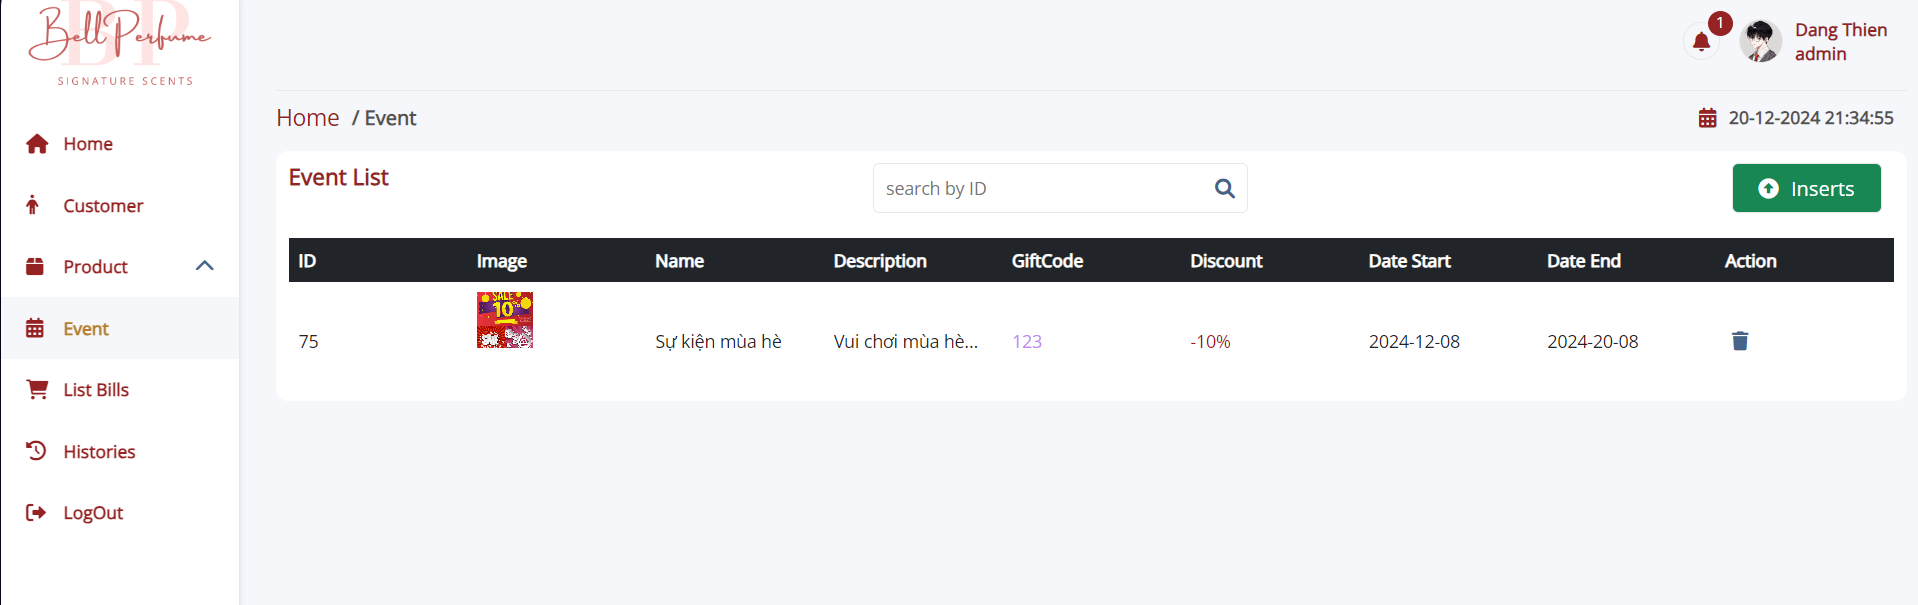 BP
Bell Perfume
SIGNATURE SCENTS
1
Dang Thien
admin
Home / Event
20-12-2024 21:34:55
Home
Customer
Product
Event
List Bills
Histories
LogOut
Event List
search by ID
Inserts
ID Image Name Description GiftCode Discount Date Start Date End Action
SALE
10%
75 Sự kiện mùa hè Vui chơi mùa hè... 123 -10% 2024-12-08 2024-20-08